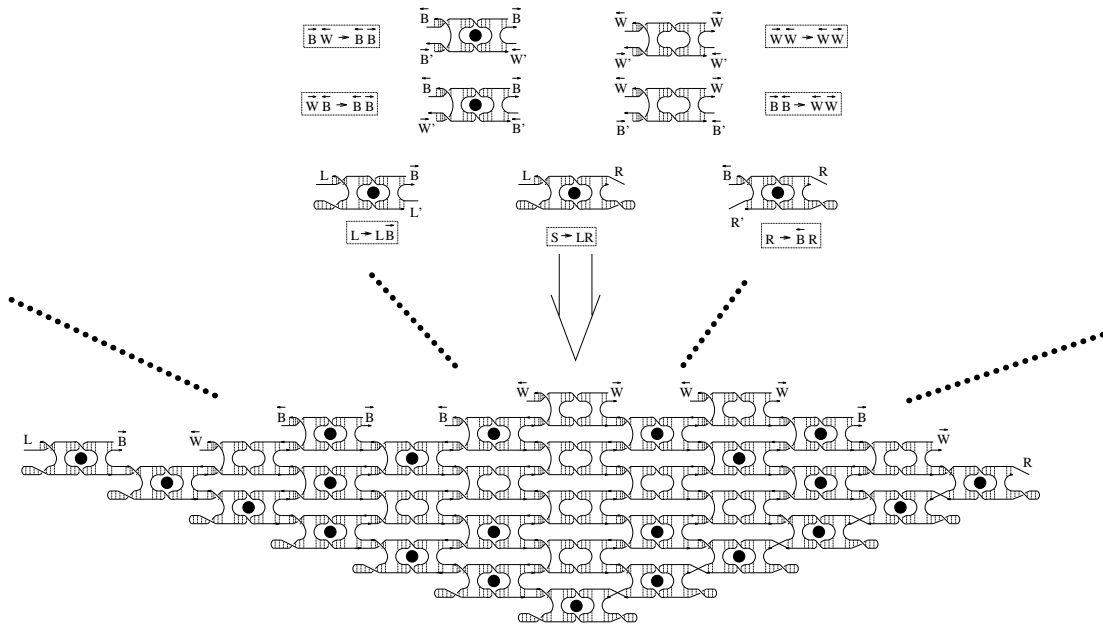 B⃖ B⃗ W⃖ W⃗
B⃗ W⃖ → B⃖ B⃗
W⃗ W⃖ → W⃖ W⃗
B⃗' W⃖' W⃗' W⃖'
B⃖ B⃗ W⃖ W⃗
W⃗ B⃖ → B⃖ B⃗
B⃗ B⃖ → W⃖ W⃗
W⃗' B⃖' B⃗' B⃖'
L B⃗ L R B⃖ R
L' R'
L → L B⃗
S → LR
R → B⃖ R
W⃖ W⃗ W⃖ W⃗
B⃖ B⃗ B⃖ B⃗
L B⃗ W⃖ W⃗
R